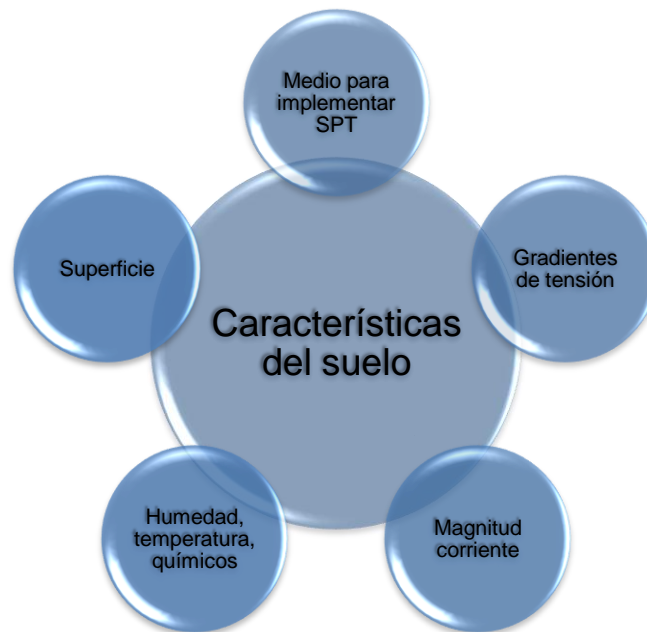 Medio para
implementar
SPT
Gradientes
de tensión
Magnitud
corriente
Humedad,
temperatura,
químicos
Superficie
Características
del suelo